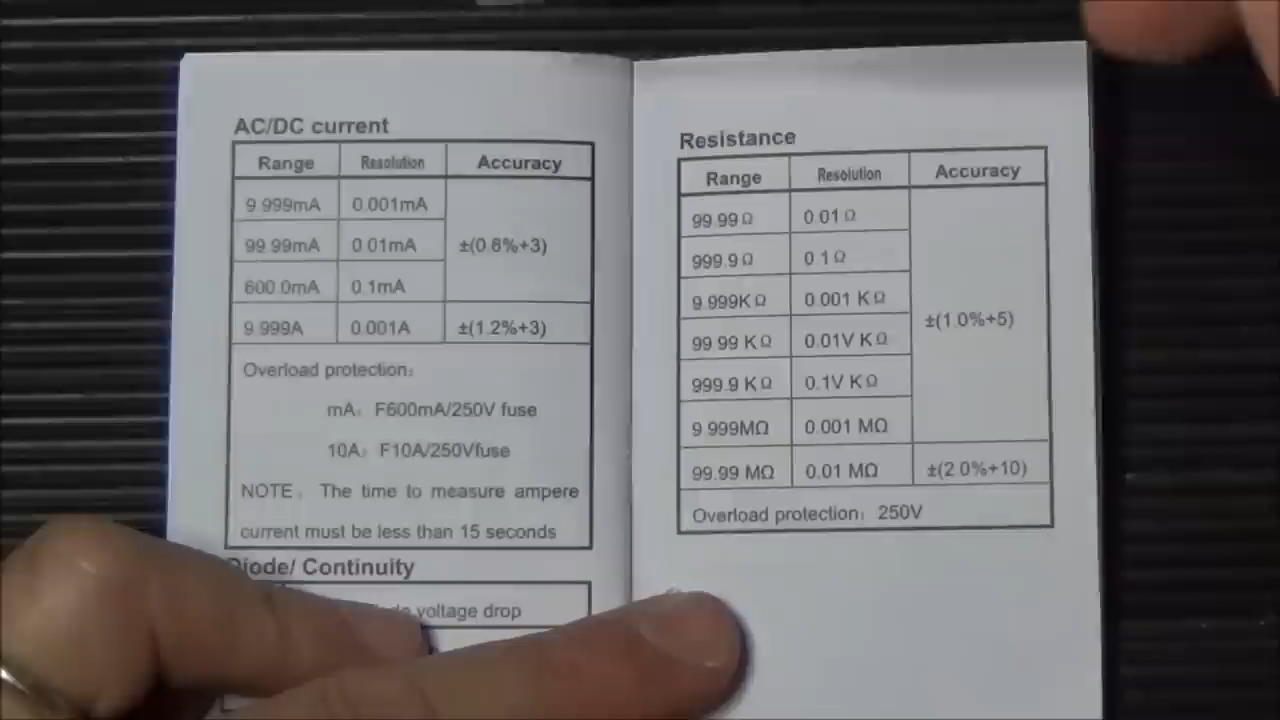 AC/DC current
Range Resolution Accuracy
9.999mA 0.001mA
99.99mA 0.01mA ±(0.8%+3)
600.0mA 0.1mA
9.999A 0.001A ±(1.2%+3)
Overload protection:
mA: F600mA/250V fuse
10A: F10A/250Vfuse
NOTE: The time to measure ampere
current must be less than 15 seconds
Diode/ Continuity
voltage drop
Resistance
Range Resolution Accuracy
99.99Ω 0.01Ω
999.9Ω 0.1Ω
9.999KΩ 0.001 KΩ
±(1.0%+5)
99.99 KΩ 0.01V KΩ
999.9 KΩ 0.1V KΩ
9.999MΩ 0.001 MΩ
99.99 MΩ 0.01 MΩ ±(2.0%+10)
Overload protection: 250V